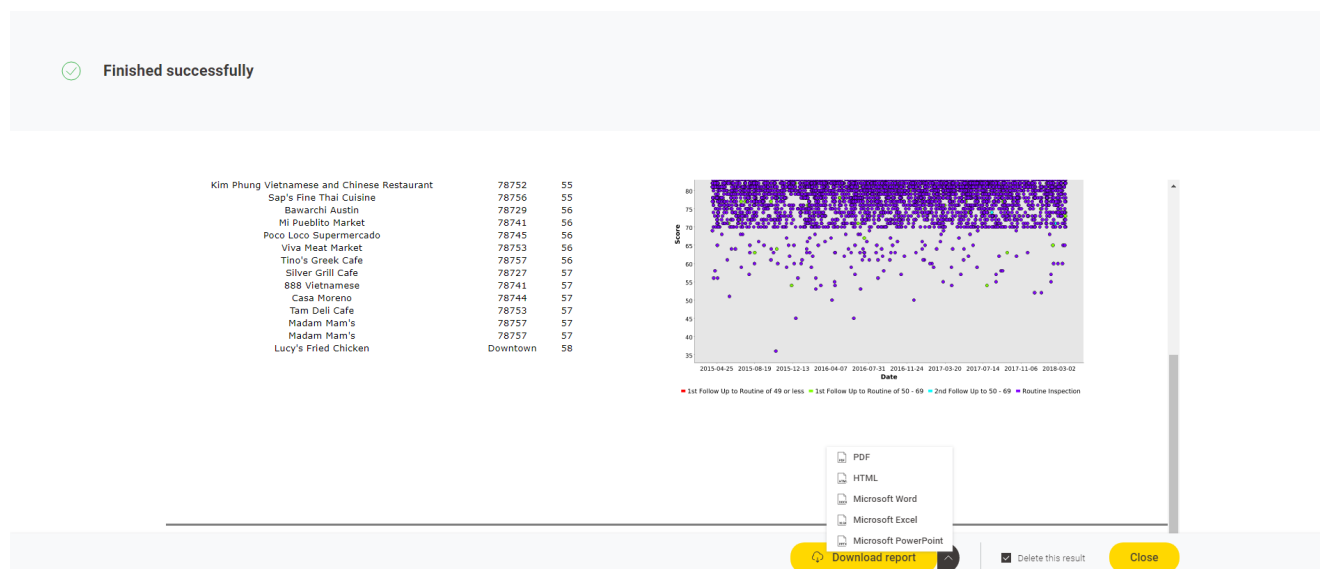 Finished successfully
Kim Phung Vietnamese and Chinese Restaurant 78752 55
Sap's Fine Thai Cuisine 78756 55
Bawarchi Austin 78729 56
Mi Pueblito Market 78741 56
Poco Loco Supermercado 78745 56
Viva Meat Market 78753 56
Tino's Greek Cafe 78757 56
Silver Grill Cafe 78727 57
888 Vietnamese 78741 57
Casa Moreno 78744 57
Tam Deli Cafe 78753 57
Madam Mam's 78757 57
Madam Mam's 78757 57
Lucy's Fried Chicken Downtown 58
Score
80
75
70
65
60
55
50
45
40
35
2015-04-25 2015-08-19 2015-12-13 2016-04-07 2016-07-31 2016-11-24 2017-03-20 2017-07-14 2017-11-06 2018-03-02
Date
1st Follow Up to Routine of 49 or less 1st Follow Up to Routine of 50 - 69 2nd Follow Up to 50 - 69 Routine Inspection
PDF
HTML
Microsoft Word
Microsoft Excel
Microsoft PowerPoint
Download report Delete this result Close